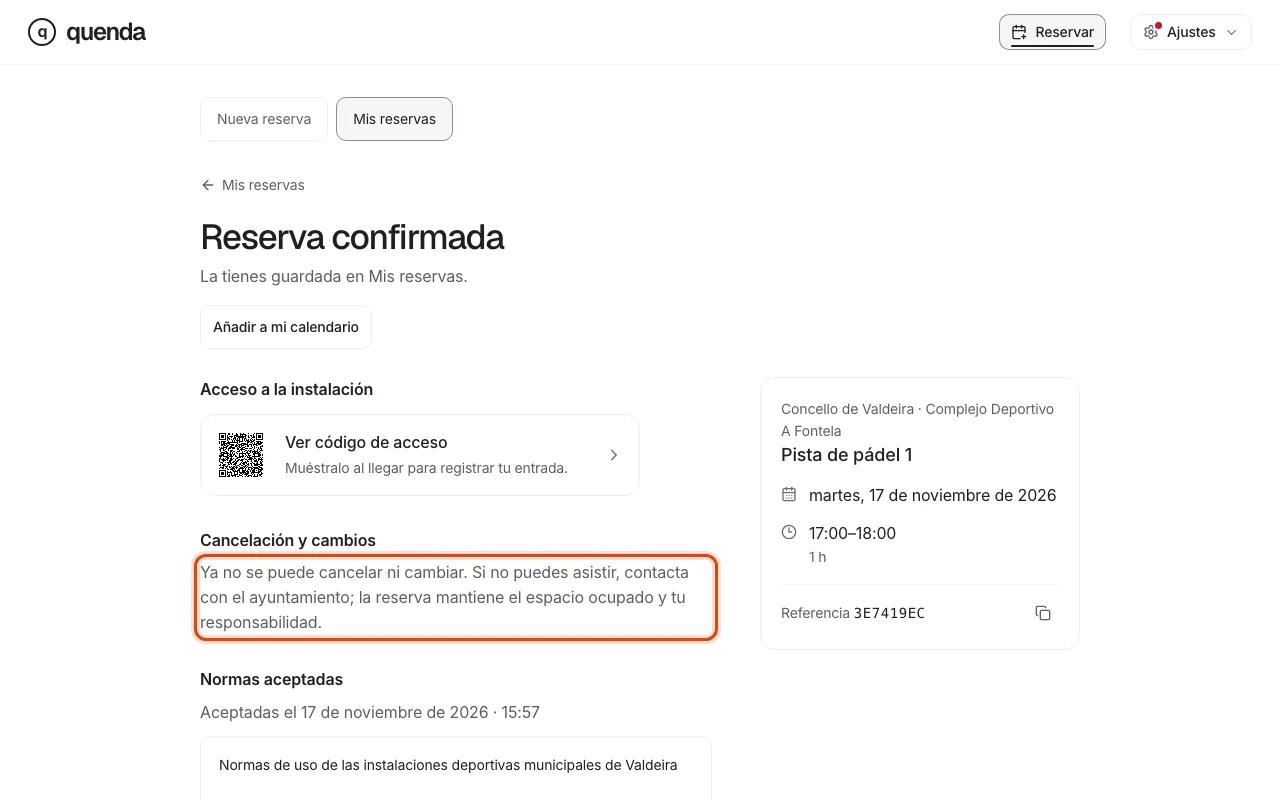 q quenda
Reservar
Ajustes
Nueva reserva
Mis reservas
Mis reservas
Reserva confirmada
La tienes guardada en Mis reservas.
Añadir a mi calendario
Acceso a la instalación
Ver código de acceso
Muéstralo al llegar para registrar tu entrada.
Cancelación y cambios
Ya no se puede cancelar ni cambiar. Si no puedes asistir, contacta
con el ayuntamiento; la reserva mantiene el espacio ocupado y tu
responsabilidad.
Normas aceptadas
Aceptadas el 17 de noviembre de 2026 · 15:57
Normas de uso de las instalaciones deportivas municipales de Valdeira
Concello de Valdeira · Complejo Deportivo
A Fontela
Pista de pádel 1
martes, 17 de noviembre de 2026
17:00–18:00
1 h
Referencia 3E7419EC